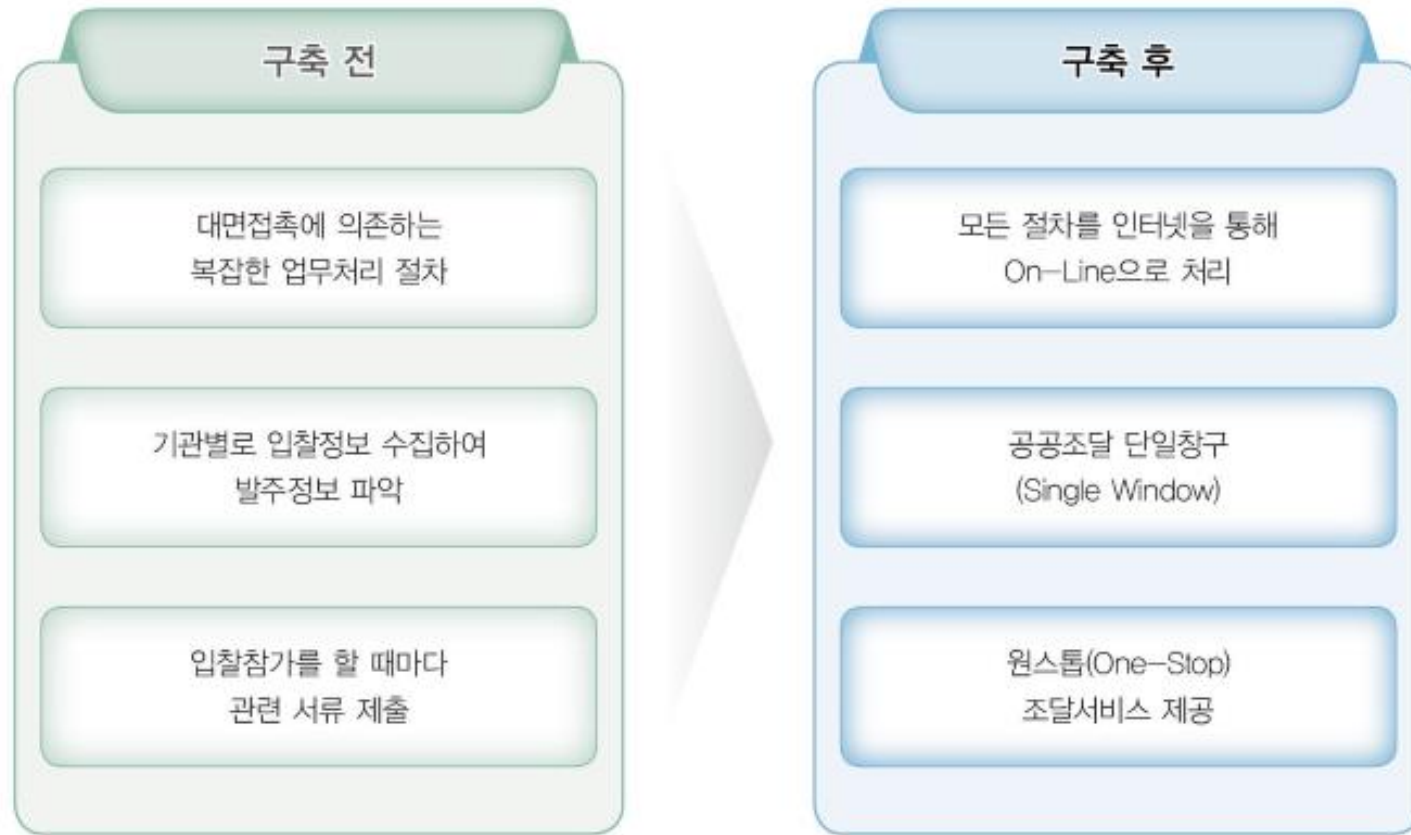 구축 전
대면접촉에 의존하는
복잡한 업무처리 절차
기관별로 입찰정보 수집하여
발주정보 파악
입찰참가를 할 때마다
관련 서류 제출
구축 후
모든 절차를 인터넷을 통해
On-Line으로 처리
공공조달 단일창구
(Single Window)
원스톱(One-Stop)
조달서비스 제공